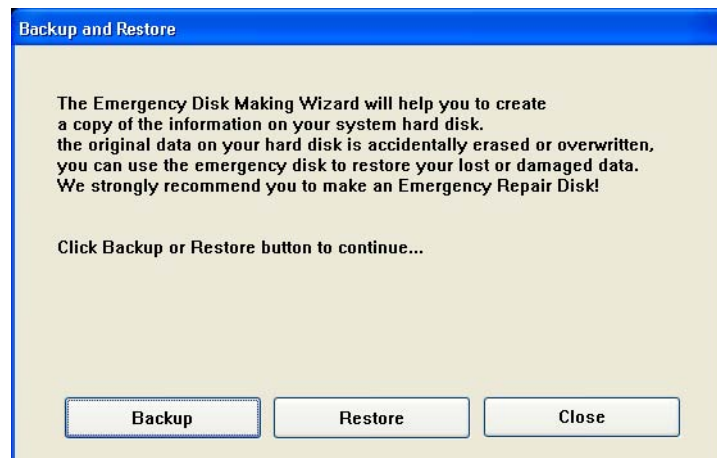 Backup and Restore
The Emergency Disk Making Wizard will help you to create
a copy of the information on your system hard disk.
the original data on your hard disk is accidentally erased or overwritten,
you can use the emergency disk to restore your lost or damaged data.
We strongly recommend you to make an Emergency Repair Disk!
Click Backup or Restore button to continue...
Backup Restore Close